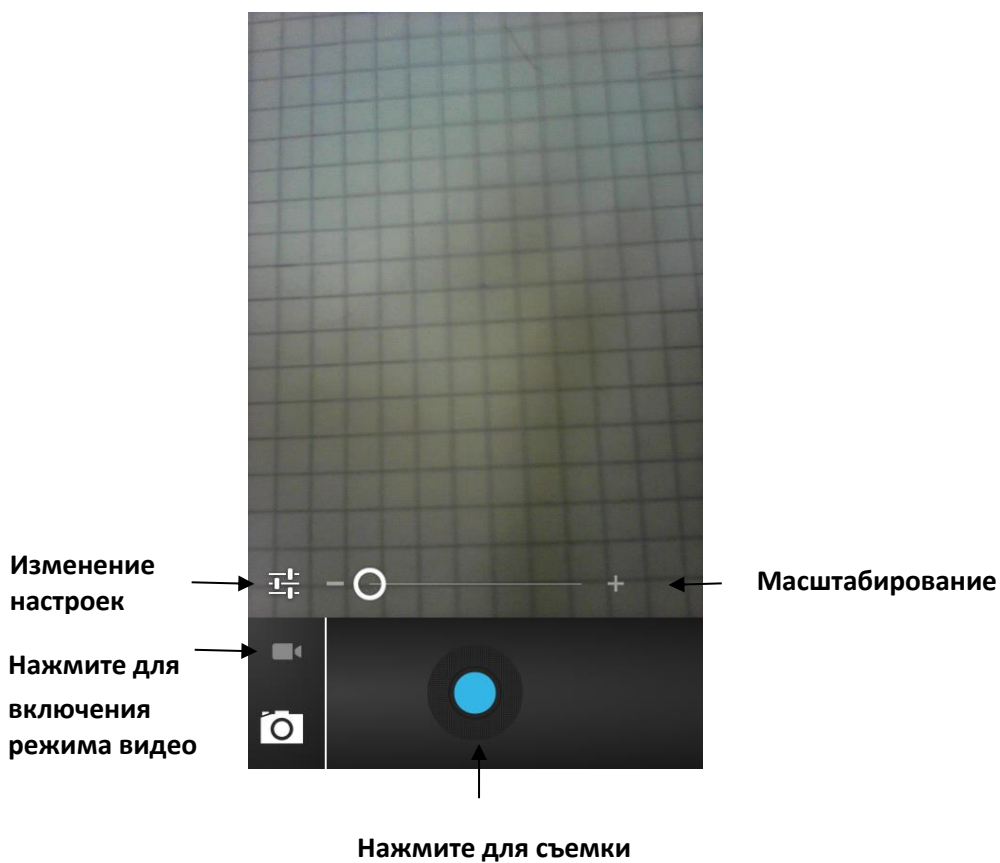 Изменение
настроек
Масштабирование
Нажмите для
включения
режима видео
Нажмите для съемки